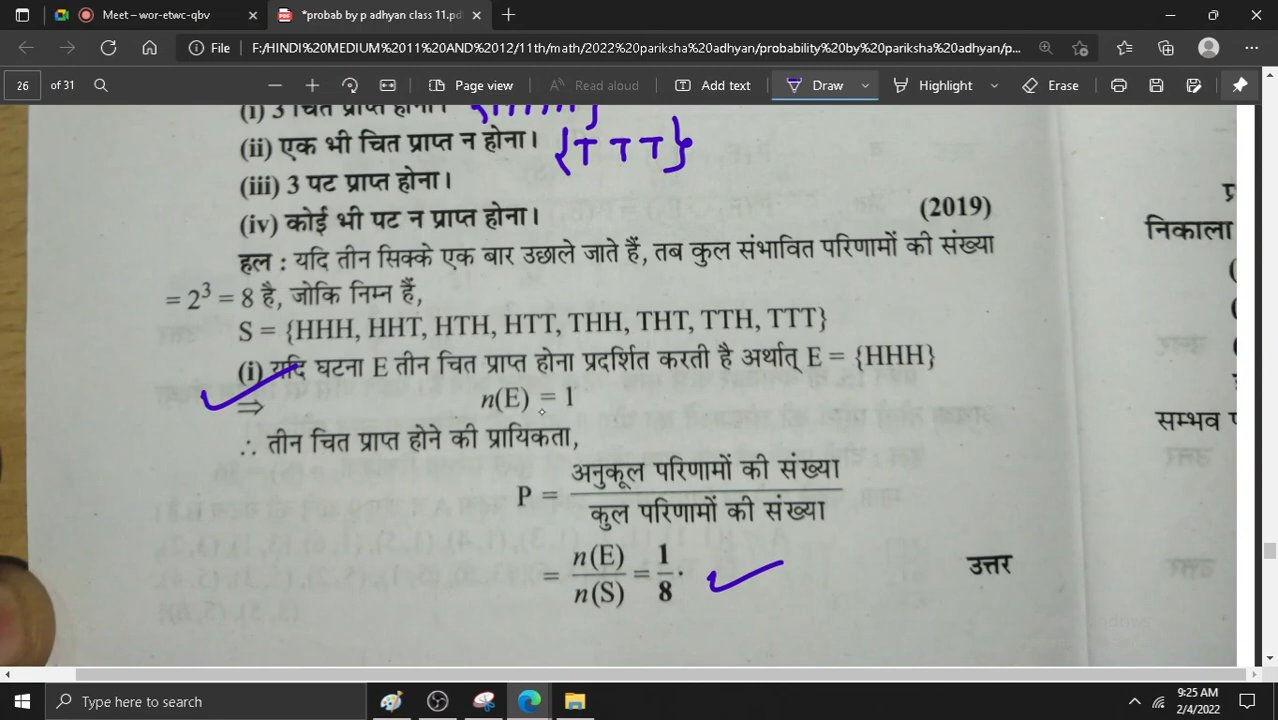 Meet – wor-etwc-qbv
*probab by p adhyan class 11.pd
File F:/HINDI%20MEDIUM%2011%20AND%2012/11th/math/2022%20pariksha%20adhyan/probability%20by%20pariksha%20adhyan/p...
26 of 31 Page view Read aloud Add text Draw Highlight Erase
(i) 3 चित प्राप्त होना।
(ii) एक भी चित प्राप्त न होना। {T T T}
(iii) 3 पट प्राप्त होना।
(iv) कोई भी पट न प्राप्त होना।
(2019)
हल : यदि तीन सिक्के एक बार उछाले जाते हैं, तब कुल संभावित परिणामों की संख्या
= 2³ = 8 है, जोकि निम्न हैं,
S = {HHH, HHT, HTH, HTT, THH, THT, TTH, TTT}
(i) यदि घटना E तीन चित प्राप्त होना प्रदर्शित करती है अर्थात् E = {HHH}
⇒ n(E) = 1
∴ तीन चित प्राप्त होने की प्रायिकता,
P = अनुकूल परिणामों की संख्या
कुल परिणामों की संख्या
= n(E) = 1
n(S) 8 .
उत्तर
निकाला
सम्भव
उत्तर
Type here to search
9:25 AM
2/4/2022